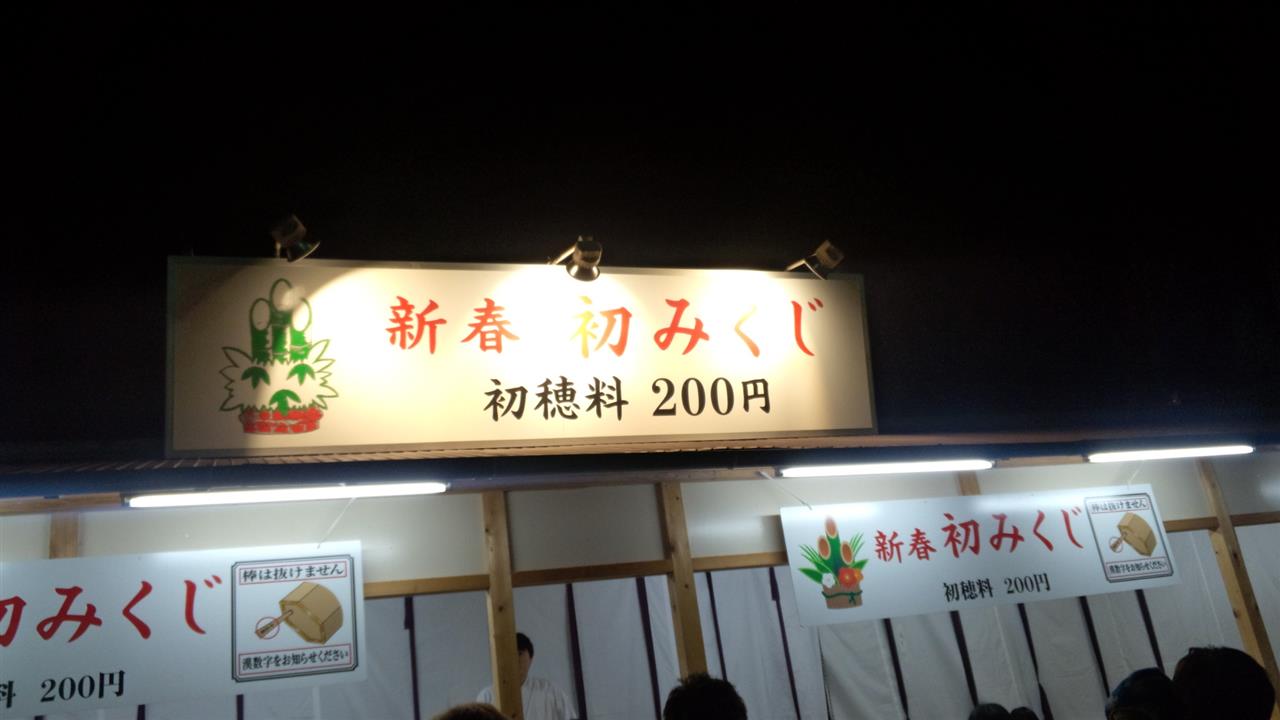 新春 初みくじ
初穂料 200円
初みくじ
料 200円
棒は抜けません
漢数字をお知らせください
新春 初みくじ
初穂料 200円
棒は抜けません
漢数字をお知らせください